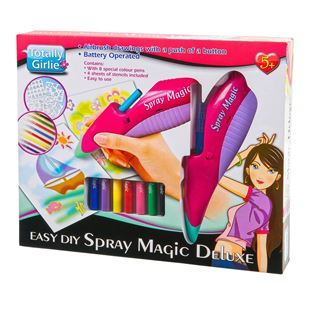 Totally
Girlie
• Airbrush drawings with a push of a button
• Battery Operated
Contains:
• With 8 special colour pens
• 4 sheets of stencils included
• Easy to use
5+
Spray Magic
Spray Magic
EASY DIY SPRAY MAGIC DELUXE